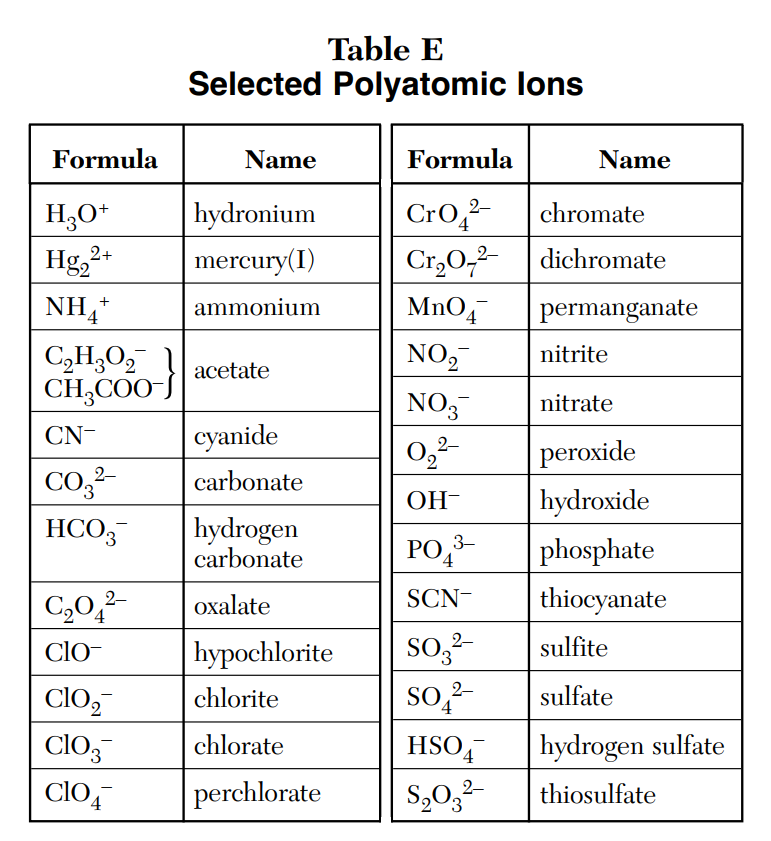 Table E
Selected Polyatomic Ions
Formula Name
H₃O⁺ hydronium
Hg₂²⁺ mercury(I)
NH₄⁺ ammonium
C₂H₃O₂⁻
CH₃COO⁻ } acetate
CN⁻ cyanide
CO₃²⁻ carbonate
HCO₃⁻ hydrogen
carbonate
C₂O₄²⁻ oxalate
ClO⁻ hypochlorite
ClO₂⁻ chlorite
ClO₃⁻ chlorate
ClO₄⁻ perchlorate
Formula Name
CrO₄²⁻ chromate
Cr₂O₇²⁻ dichromate
MnO₄⁻ permanganate
NO₂⁻ nitrite
NO₃⁻ nitrate
O₂²⁻ peroxide
OH⁻ hydroxide
PO₄³⁻ phosphate
SCN⁻ thiocyanate
SO₃²⁻ sulfite
SO₄²⁻ sulfate
HSO₄⁻ hydrogen sulfate
S₂O₃²⁻ thiosulfate